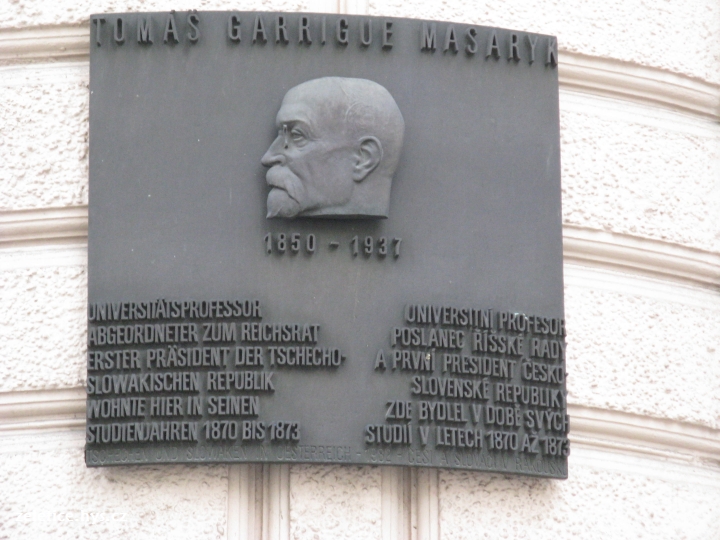 TOMÁŠ GARRIGUE MASARYK
1850 - 1937
UNIVERSITÄTSPROFESSOR
ABGEORDNETER ZUM REICHSRAT
ERSTER PRÄSIDENT DER TSCHECHO-
SLOWAKISCHEN REPUBLIK
WOHNTE HIER IN SEINEN
STUDIENJAHREN 1870 BIS 1873
UNIVERSITNÍ PROFESOR
POSLANEC ŘÍŠSKÉ RADY
A PRVNÍ PRESIDENT ČESKO-
SLOVENSKÉ REPUBLIKY
ZDE BYDLEL V DOBĚ SVÝCH
STUDIÍ V LETECH 1870 AŽ 1873